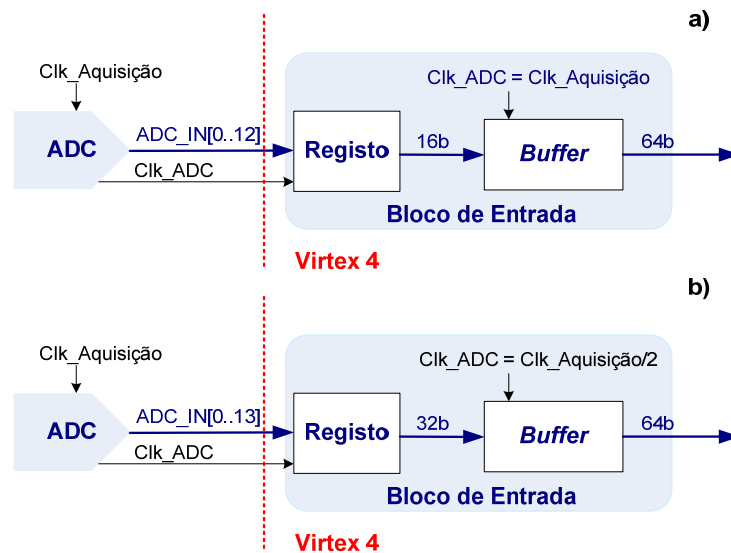 a)
Clk_Aquisição
Clk_ADC = Clk_Aquisição
ADC
ADC_IN[0..12]
Clk_ADC
Registo
16b
Buffer
64b
Bloco de Entrada
Virtex 4
b)
Clk_Aquisição
Clk_ADC = Clk_Aquisição/2
ADC
ADC_IN[0..13]
Clk_ADC
Registo
32b
Buffer
64b
Bloco de Entrada
Virtex 4